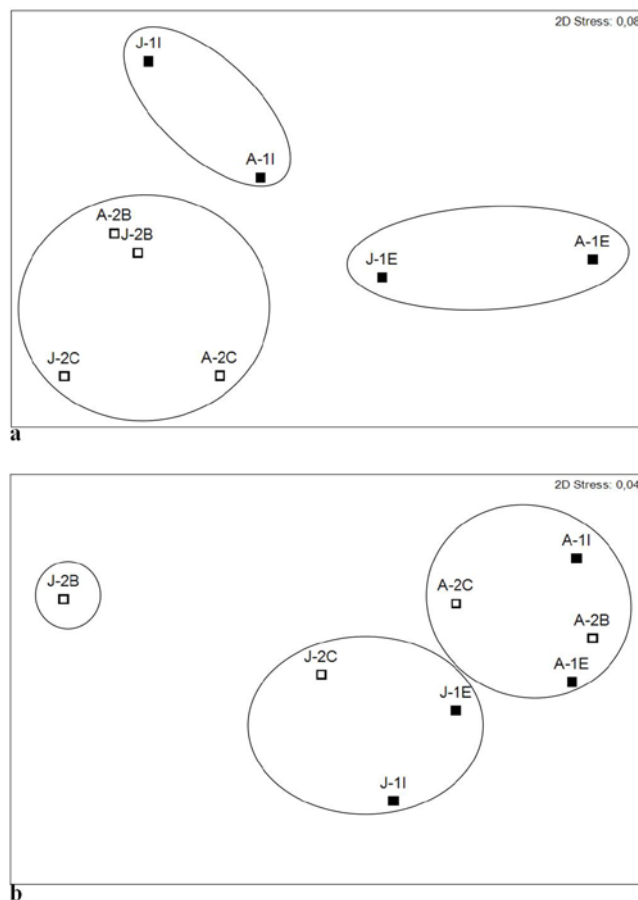 2D Stress: 0,08
J-1I
A-1I
A-2B
J-2B
A-1E
J-1E
J-2C
A-2C
a
2D Stress: 0,04
A-1I
J-2B
A-2C
A-2B
J-2C
A-1E
J-1E
J-1I
b